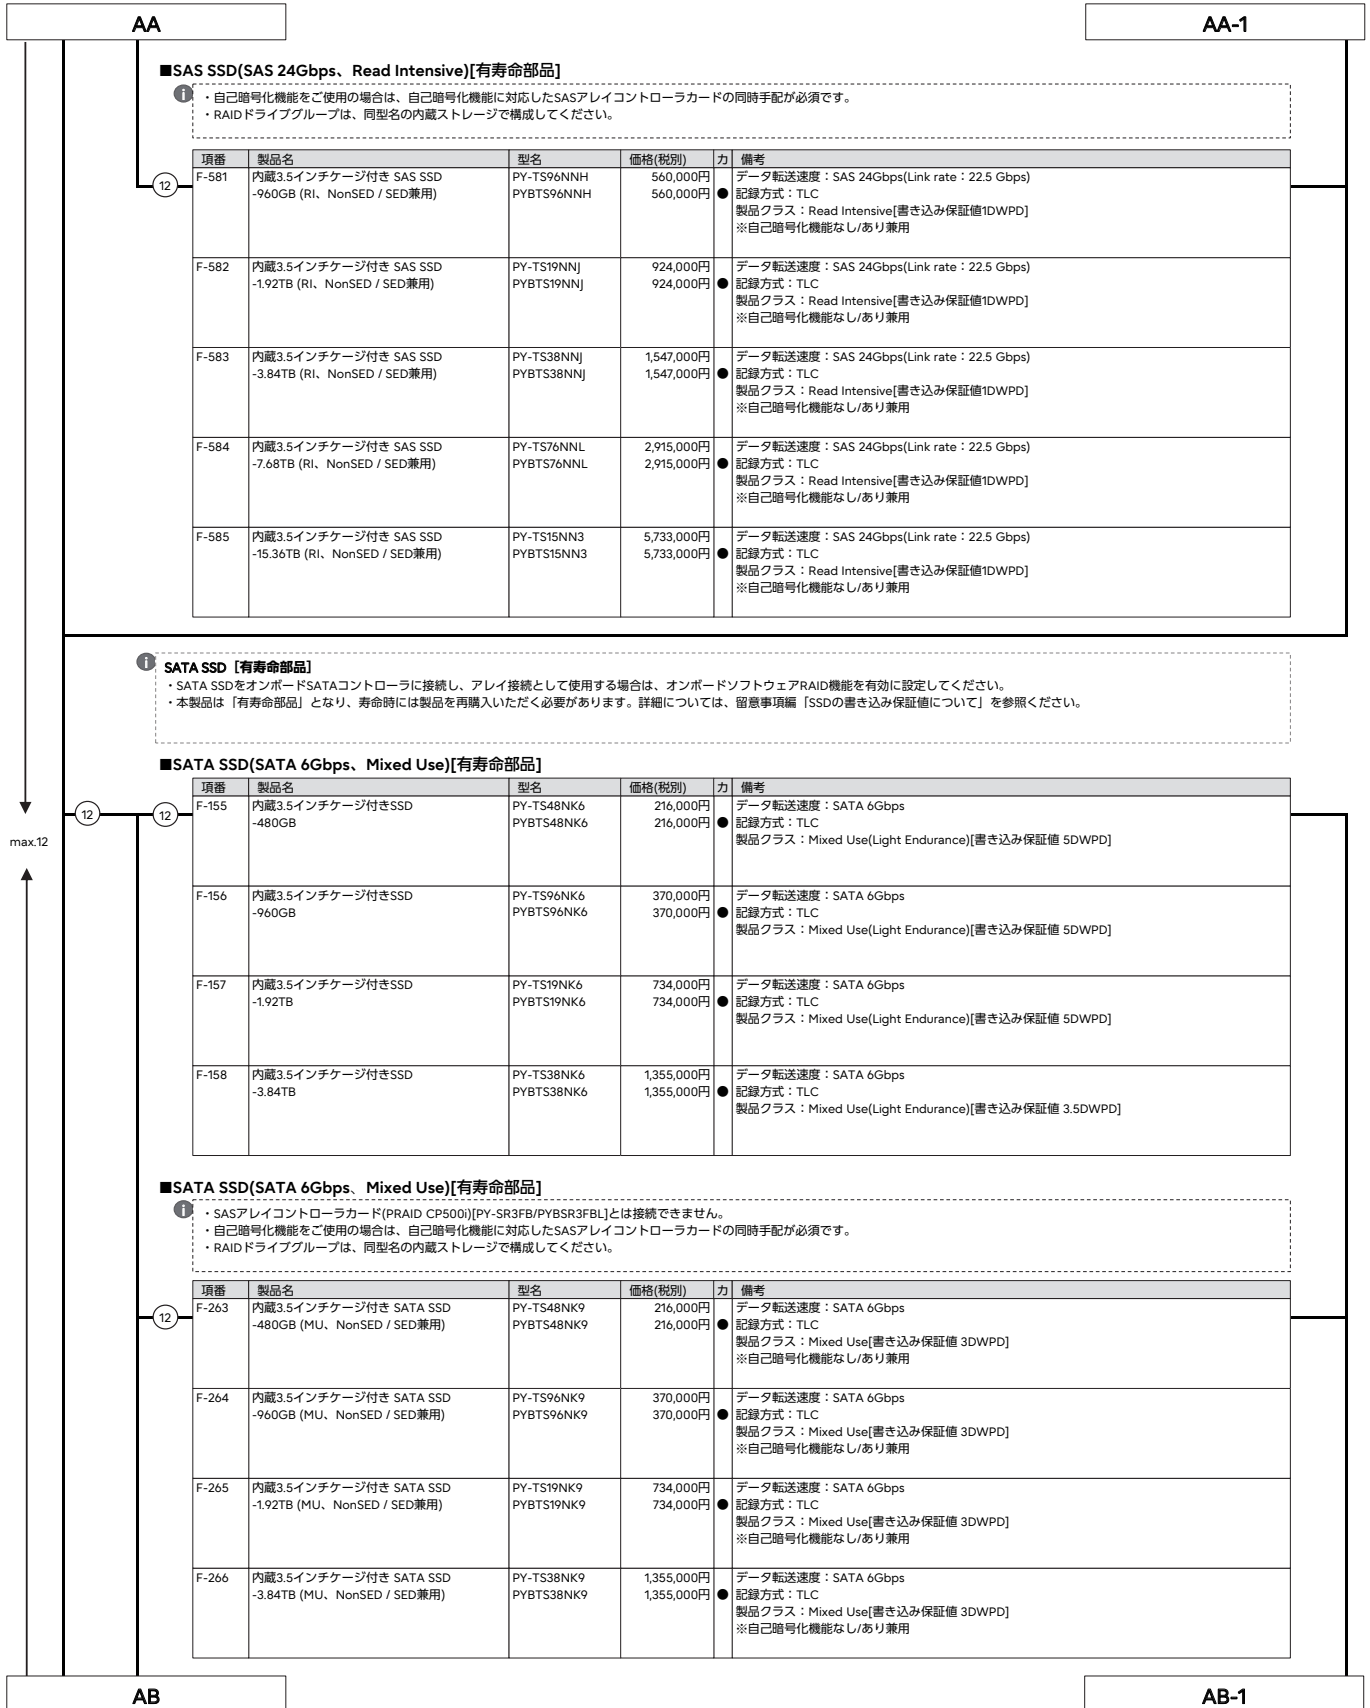 AA
AA-1
■SAS SSD(SAS 24Gbps、Read Intensive)[有寿命部品]
i
・自己暗号化機能をご使用の場合は、自己暗号化機能に対応したSASアレイコントローラカードの同時手配が必須です。
・RAIDドライブグループは、同型名の内蔵ストレージで構成してください。
項番 製品名 型名 価格(税別) カ 備考
12
F-581 内蔵3.5インチケージ付き SAS SSD PY-TS96NNH 560,000円 データ転送速度：SAS 24Gbps(Link rate：22.5 Gbps)
-960GB (RI、NonSED / SED兼用) PYBTS96NNH 560,000円 ● 記録方式：TLC
製品クラス：Read Intensive[書き込み保証値1DWPD]
※自己暗号化機能なし/あり兼用
F-582 内蔵3.5インチケージ付き SAS SSD PY-TS19NNJ 924,000円 データ転送速度：SAS 24Gbps(Link rate：22.5 Gbps)
-1.92TB (RI、NonSED / SED兼用) PYBTS19NNJ 924,000円 ● 記録方式：TLC
製品クラス：Read Intensive[書き込み保証値1DWPD]
※自己暗号化機能なし/あり兼用
F-583 内蔵3.5インチケージ付き SAS SSD PY-TS38NNJ 1,547,000円 データ転送速度：SAS 24Gbps(Link rate：22.5 Gbps)
-3.84TB (RI、NonSED / SED兼用) PYBTS38NNJ 1,547,000円 ● 記録方式：TLC
製品クラス：Read Intensive[書き込み保証値1DWPD]
※自己暗号化機能なし/あり兼用
F-584 内蔵3.5インチケージ付き SAS SSD PY-TS76NNL 2,915,000円 データ転送速度：SAS 24Gbps(Link rate：22.5 Gbps)
-7.68TB (RI、NonSED / SED兼用) PYBTS76NNL 2,915,000円 ● 記録方式：TLC
製品クラス：Read Intensive[書き込み保証値1DWPD]
※自己暗号化機能なし/あり兼用
F-585 内蔵3.5インチケージ付き SAS SSD PY-TS15NN3 5,733,000円 データ転送速度：SAS 24Gbps(Link rate：22.5 Gbps)
-15.36TB (RI、NonSED / SED兼用) PYBTS15NN3 5,733,000円 ● 記録方式：TLC
製品クラス：Read Intensive[書き込み保証値1DWPD]
※自己暗号化機能なし/あり兼用
i
SATA SSD［有寿命部品］
・SATA SSDをオンボードSATAコントローラに接続し、アレイ接続として使用する場合は、オンボードソフトウェアRAID機能を有効に設定してください。
・本製品は「有寿命部品」となり、寿命時には製品を再購入いただく必要があります。詳細については、留意事項編「SSDの書き込み保証値について」を参照ください。
■SATA SSD(SATA 6Gbps、Mixed Use)[有寿命部品]
項番 製品名 型名 価格(税別) カ 備考
12
12
max.12
F-155 内蔵3.5インチケージ付きSSD PY-TS48NK6 216,000円 データ転送速度：SATA 6Gbps
-480GB PYBTS48NK6 216,000円 ● 記録方式：TLC
製品クラス：Mixed Use(Light Endurance)[書き込み保証値 5DWPD]
F-156 内蔵3.5インチケージ付きSSD PY-TS96NK6 370,000円 データ転送速度：SATA 6Gbps
-960GB PYBTS96NK6 370,000円 ● 記録方式：TLC
製品クラス：Mixed Use(Light Endurance)[書き込み保証値 5DWPD]
F-157 内蔵3.5インチケージ付きSSD PY-TS19NK6 734,000円 データ転送速度：SATA 6Gbps
-1.92TB PYBTS19NK6 734,000円 ● 記録方式：TLC
製品クラス：Mixed Use(Light Endurance)[書き込み保証値 5DWPD]
F-158 内蔵3.5インチケージ付きSSD PY-TS38NK6 1,355,000円 データ転送速度：SATA 6Gbps
-3.84TB PYBTS38NK6 1,355,000円 ● 記録方式：TLC
製品クラス：Mixed Use(Light Endurance)[書き込み保証値 3.5DWPD]
■SATA SSD(SATA 6Gbps、Mixed Use)[有寿命部品]
i
・SASアレイコントローラカード(PRAID CP500i)[PY-SR3FB/PYBSR3FBL]とは接続できません。
・自己暗号化機能をご使用の場合は、自己暗号化機能に対応したSASアレイコントローラカードの同時手配が必須です。
・RAIDドライブグループは、同型名の内蔵ストレージで構成してください。
項番 製品名 型名 価格(税別) カ 備考
12
F-263 内蔵3.5インチケージ付き SATA SSD PY-TS48NK9 216,000円 データ転送速度：SATA 6Gbps
-480GB (MU、NonSED / SED兼用) PYBTS48NK9 216,000円 ● 記録方式：TLC
製品クラス：Mixed Use[書き込み保証値 3DWPD]
※自己暗号化機能なし/あり兼用
F-264 内蔵3.5インチケージ付き SATA SSD PY-TS96NK9 370,000円 データ転送速度：SATA 6Gbps
-960GB (MU、NonSED / SED兼用) PYBTS96NK9 370,000円 ● 記録方式：TLC
製品クラス：Mixed Use[書き込み保証値 3DWPD]
※自己暗号化機能なし/あり兼用
F-265 内蔵3.5インチケージ付き SATA SSD PY-TS19NK9 734,000円 データ転送速度：SATA 6Gbps
-1.92TB (MU、NonSED / SED兼用) PYBTS19NK9 734,000円 ● 記録方式：TLC
製品クラス：Mixed Use[書き込み保証値 3DWPD]
※自己暗号化機能なし/あり兼用
F-266 内蔵3.5インチケージ付き SATA SSD PY-TS38NK9 1,355,000円 データ転送速度：SATA 6Gbps
-3.84TB (MU、NonSED / SED兼用) PYBTS38NK9 1,355,000円 ● 記録方式：TLC
製品クラス：Mixed Use[書き込み保証値 3DWPD]
※自己暗号化機能なし/あり兼用
AB
AB-1